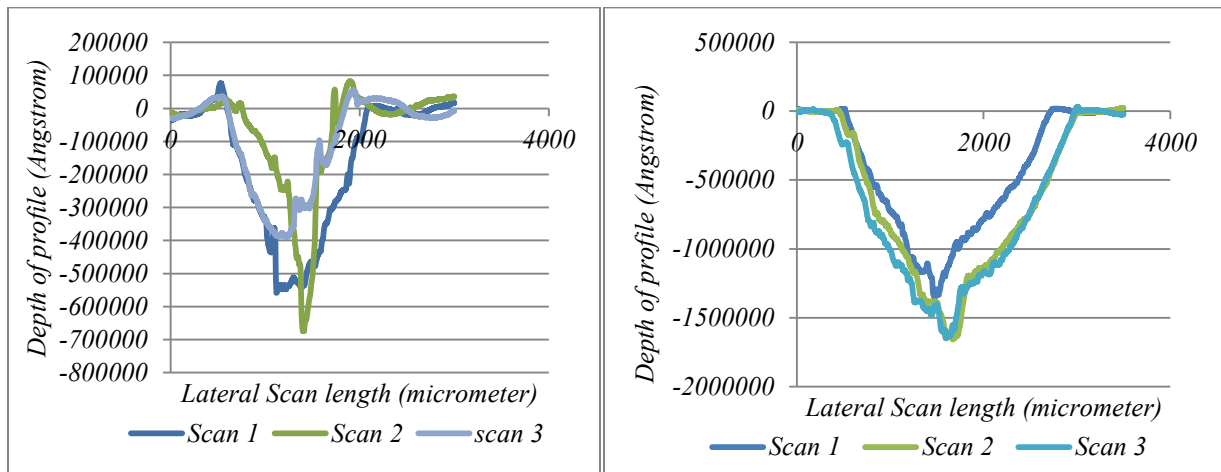 200000
100000
0
-100000
-200000
-300000
-400000
-500000
-600000
-700000
-800000
0
2000
4000
Depth of profile (Angstrom)
Lateral Scan length (micrometer)
Scan 1
Scan 2
scan 3
500000
0
-500000
-1000000
-1500000
-2000000
0
2000
4000
Depth of profile (Angstrom)
Lateral Scan length (micrometer)
Scan 1
Scan 2
Scan 3